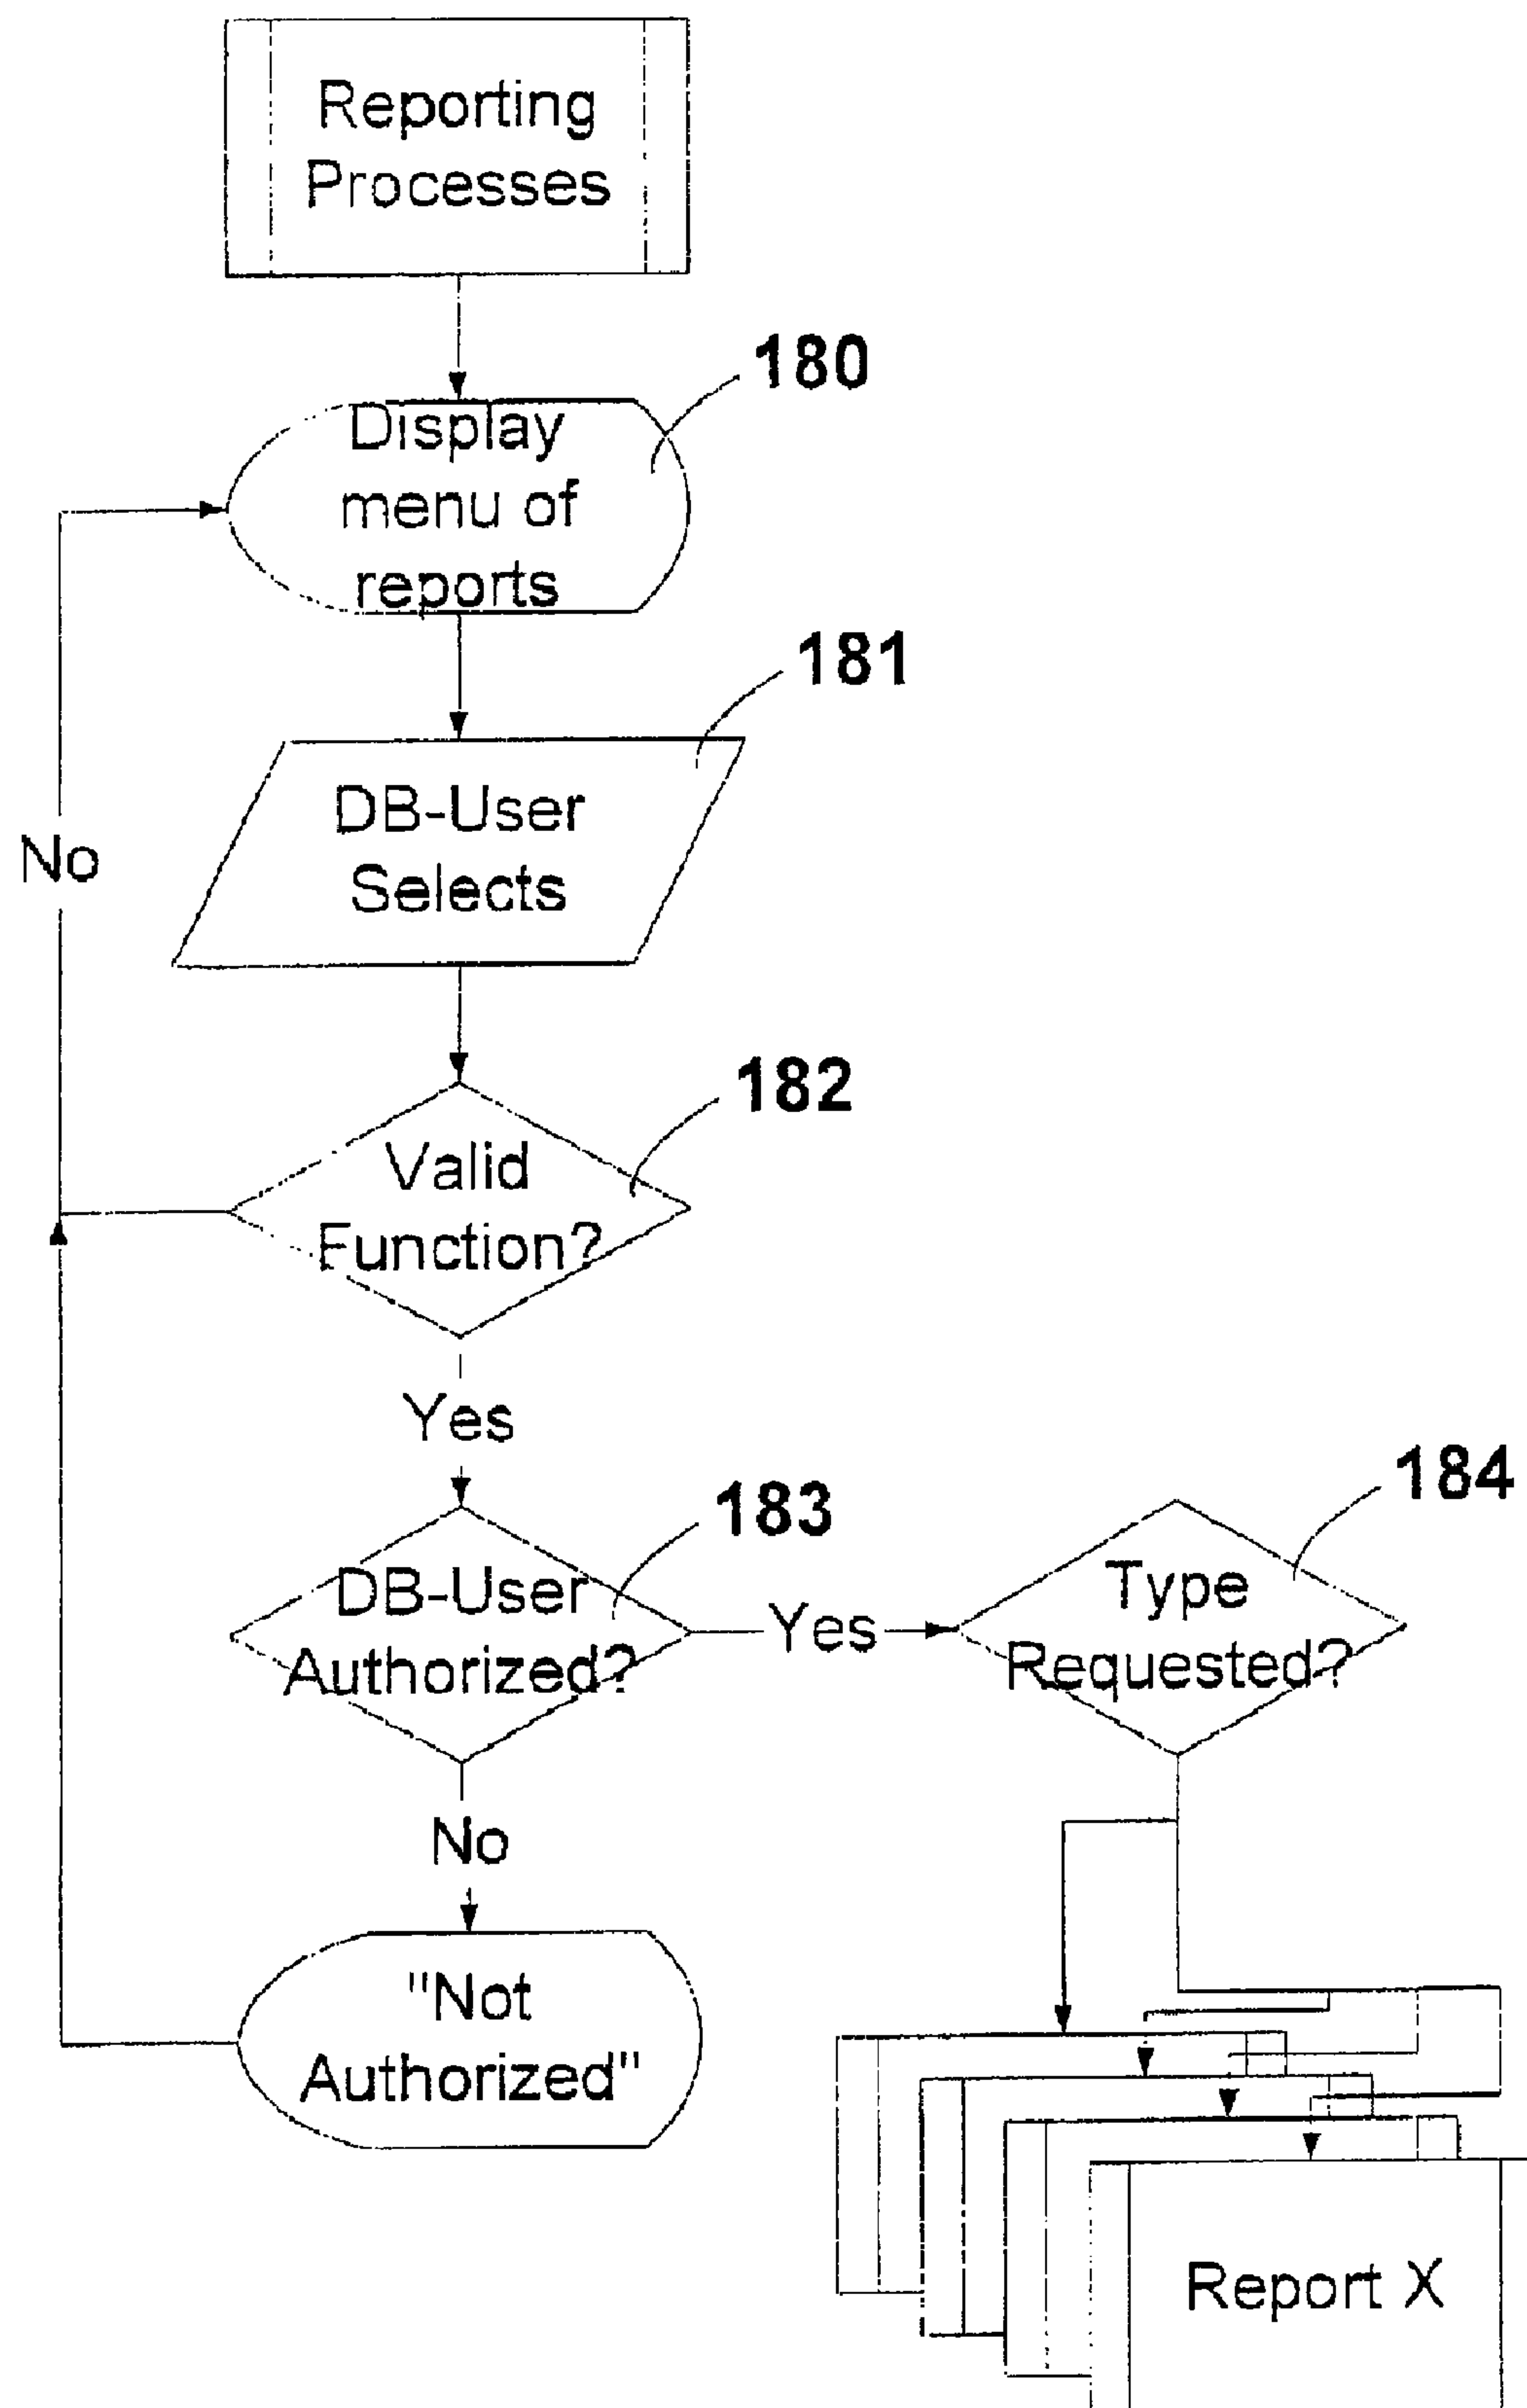 Reporting
Processes
180
Display
menu of
reports
181
DB-User
Selects
No
182
Valid
Function?
Yes
183
DB-User
Authorized?
Yes
184
Type
Requested?
No
"Not
Authorized"
Report X